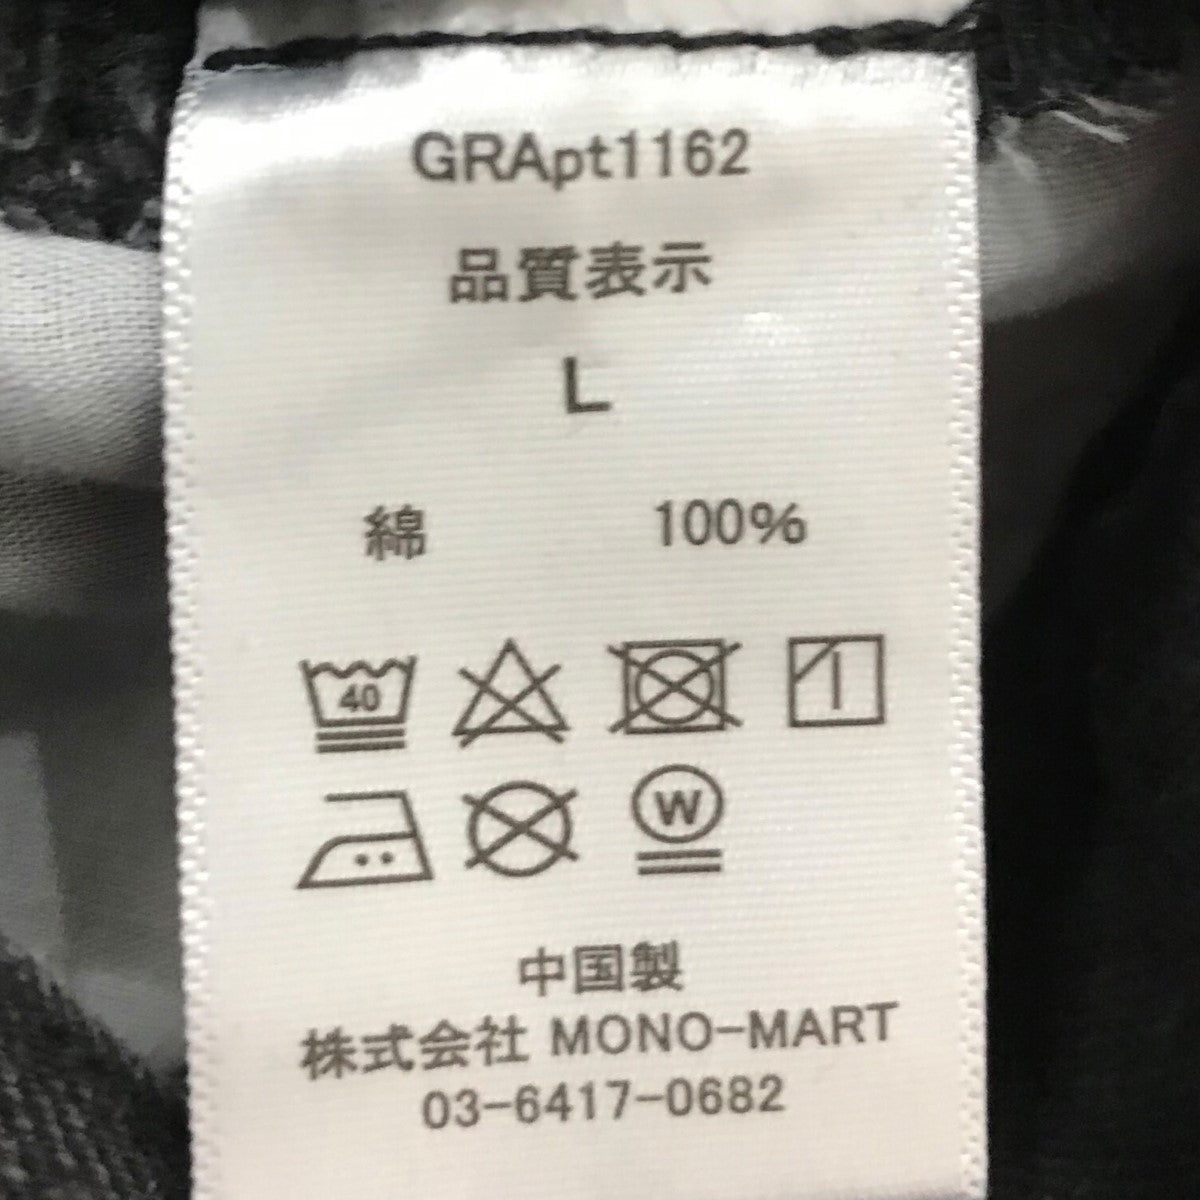 GRApt1162
品質表示
L
綿 100%
40
W
中国製
株式会社 MONO-MART
03-6417-0682